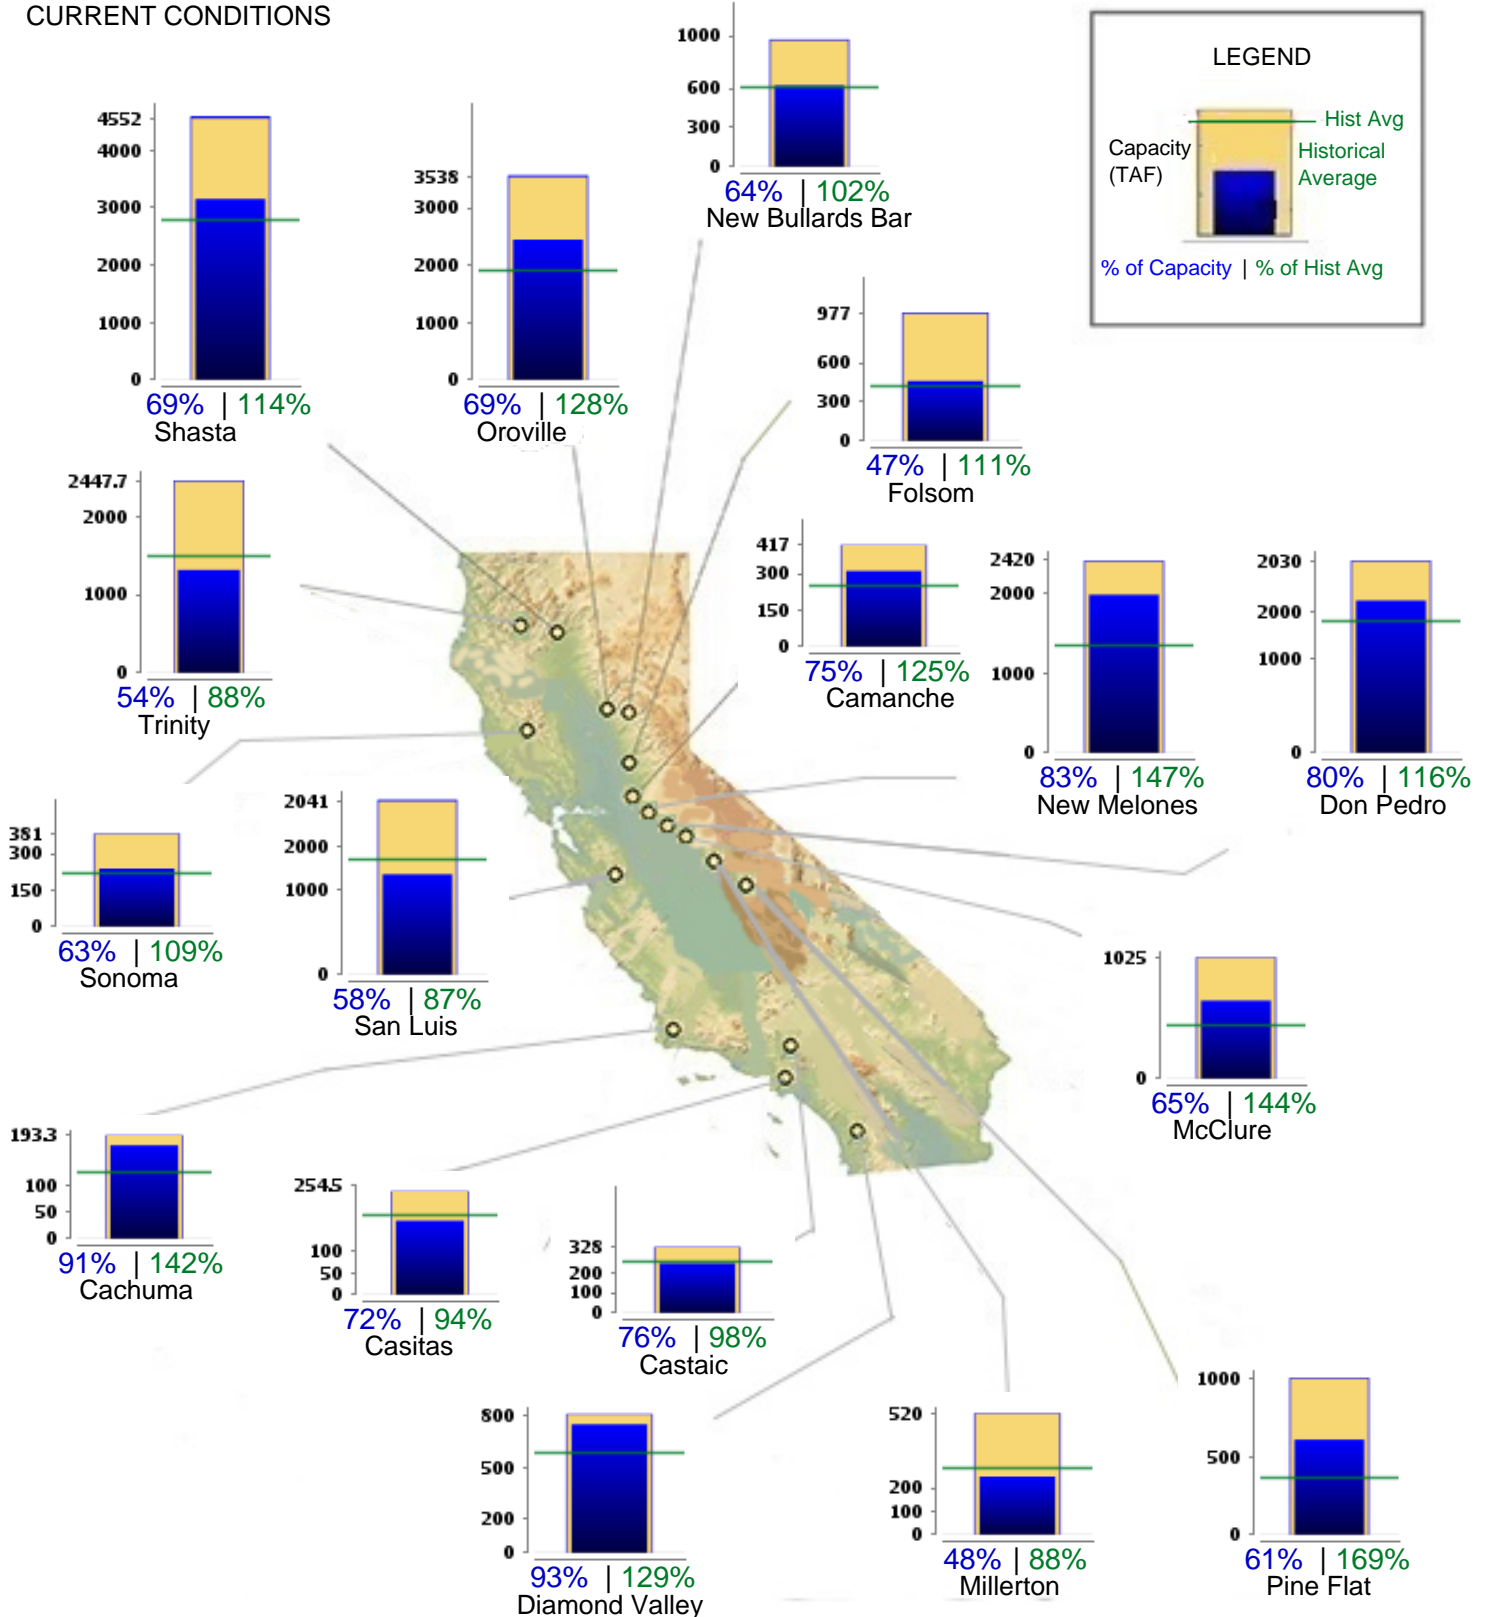 CURRENT CONDITIONS
1000
600
300
0
64% | 102%
New Bullards Bar
LEGEND
Hist Avg
Capacity
(TAF)
Historical
Average
% of Capacity | % of Hist Avg
4552
4000
3000
2000
1000
0
69% | 114%
Shasta
3538
3000
2000
1000
0
69% | 128%
Oroville
977
600
300
0
47% | 111%
Folsom
2447.7
2000
1000
0
54% | 88%
Trinity
417
300
150
0
75% | 125%
Camanche
2420
2000
1000
0
83% | 147%
New Melones
2030
2000
1000
0
80% | 116%
Don Pedro
381
300
150
0
63% | 109%
Sonoma
2041
2000
1000
0
58% | 87%
San Luis
1025
0
65% | 144%
McClure
193.3
100
50
0
91% | 142%
Cachuma
254.5
100
50
0
72% | 94%
Casitas
328
200
100
0
76% | 98%
Castaic
800
500
200
0
93% | 129%
Diamond Valley
520
200
100
0
48% | 88%
Millerton
1000
500
0
61% | 169%
Pine Flat